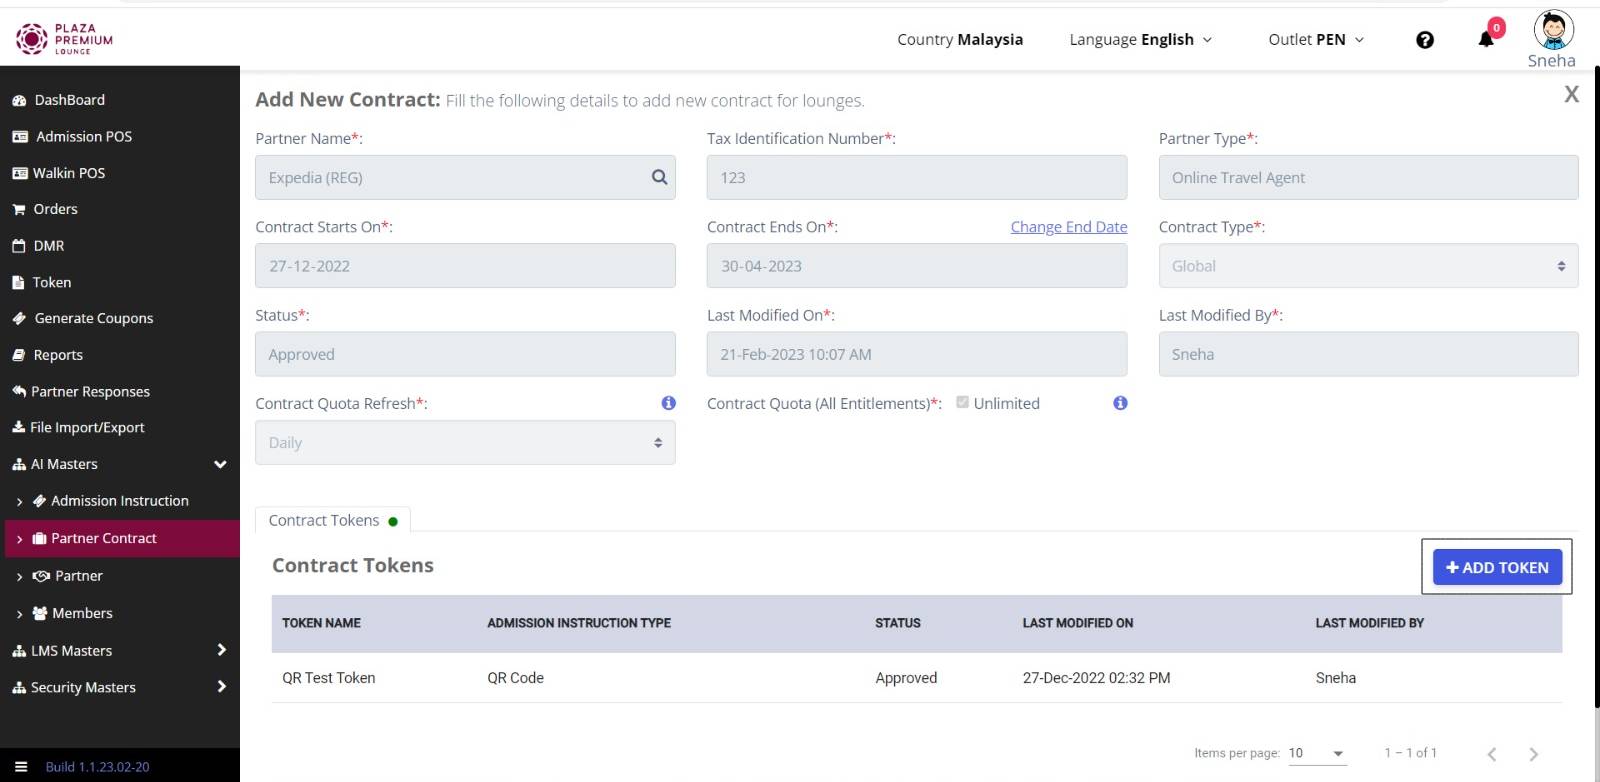 PLAZA
PREMIUM
LOUNGE
Country Malaysia
Language English
Outlet PEN
0
Sneha
DashBoard
Admission POS
Walkin POS
Orders
DMR
Token
Generate Coupons
Reports
Partner Responses
File Import/Export
AI Masters
Admission Instruction
Partner Contract
Partner
Members
LMS Masters
Security Masters
Build 1.1.23.02-20
Add New Contract: Fill the following details to add new contract for lounges.
X
Partner Name*:
Expedia (REG)
Tax Identification Number*:
123
Partner Type*:
Online Travel Agent
Contract Starts On*:
27-12-2022
Contract Ends On*:
Change End Date
30-04-2023
Contract Type*:
Global
Status*:
Approved
Last Modified On*:
21-Feb-2023 10:07 AM
Last Modified By*:
Sneha
Contract Quota Refresh*:
Daily
Contract Quota (All Entitlements)*: Unlimited
Contract Tokens
Contract Tokens
+ ADD TOKEN
TOKEN NAME ADMISSION INSTRUCTION TYPE STATUS LAST MODIFIED ON LAST MODIFIED BY
QR Test Token QR Code Approved 27-Dec-2022 02:32 PM Sneha
Items per page: 10 1 – 1 of 1